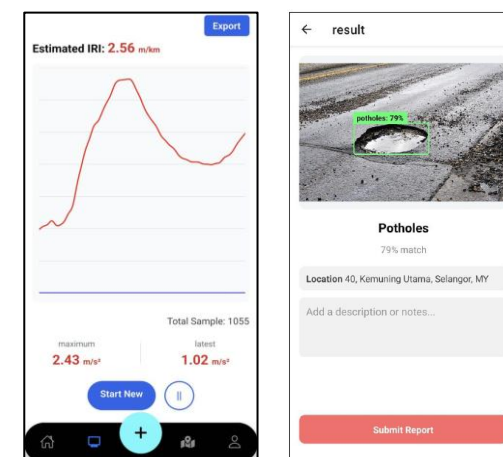 Export
Estimated IRI: 2.56 m/km
Total Sample: 1055
maximum
2.43 m/s²
latest
1.02 m/s²
Start New
← result
potholes: 79%
Potholes
79% match
Location 40, Kemuning Utama, Selangor, MY
Add a description or notes...
Submit Report